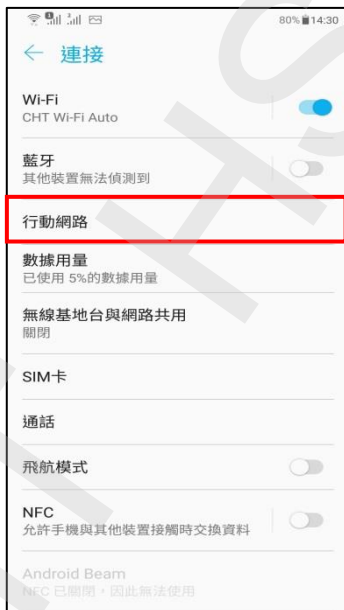 80% 14:30
← 連接
Wi-Fi
CHT Wi-Fi Auto
藍牙
其他裝置無法偵測到
行動網路
數據用量
已使用 5%的數據用量
無線基地台與網路共用
關閉
SIM卡
通話
飛航模式
NFC
允許手機與其他裝置接觸時交換資料
Android Beam
NFC 已關閉，因此無法使用